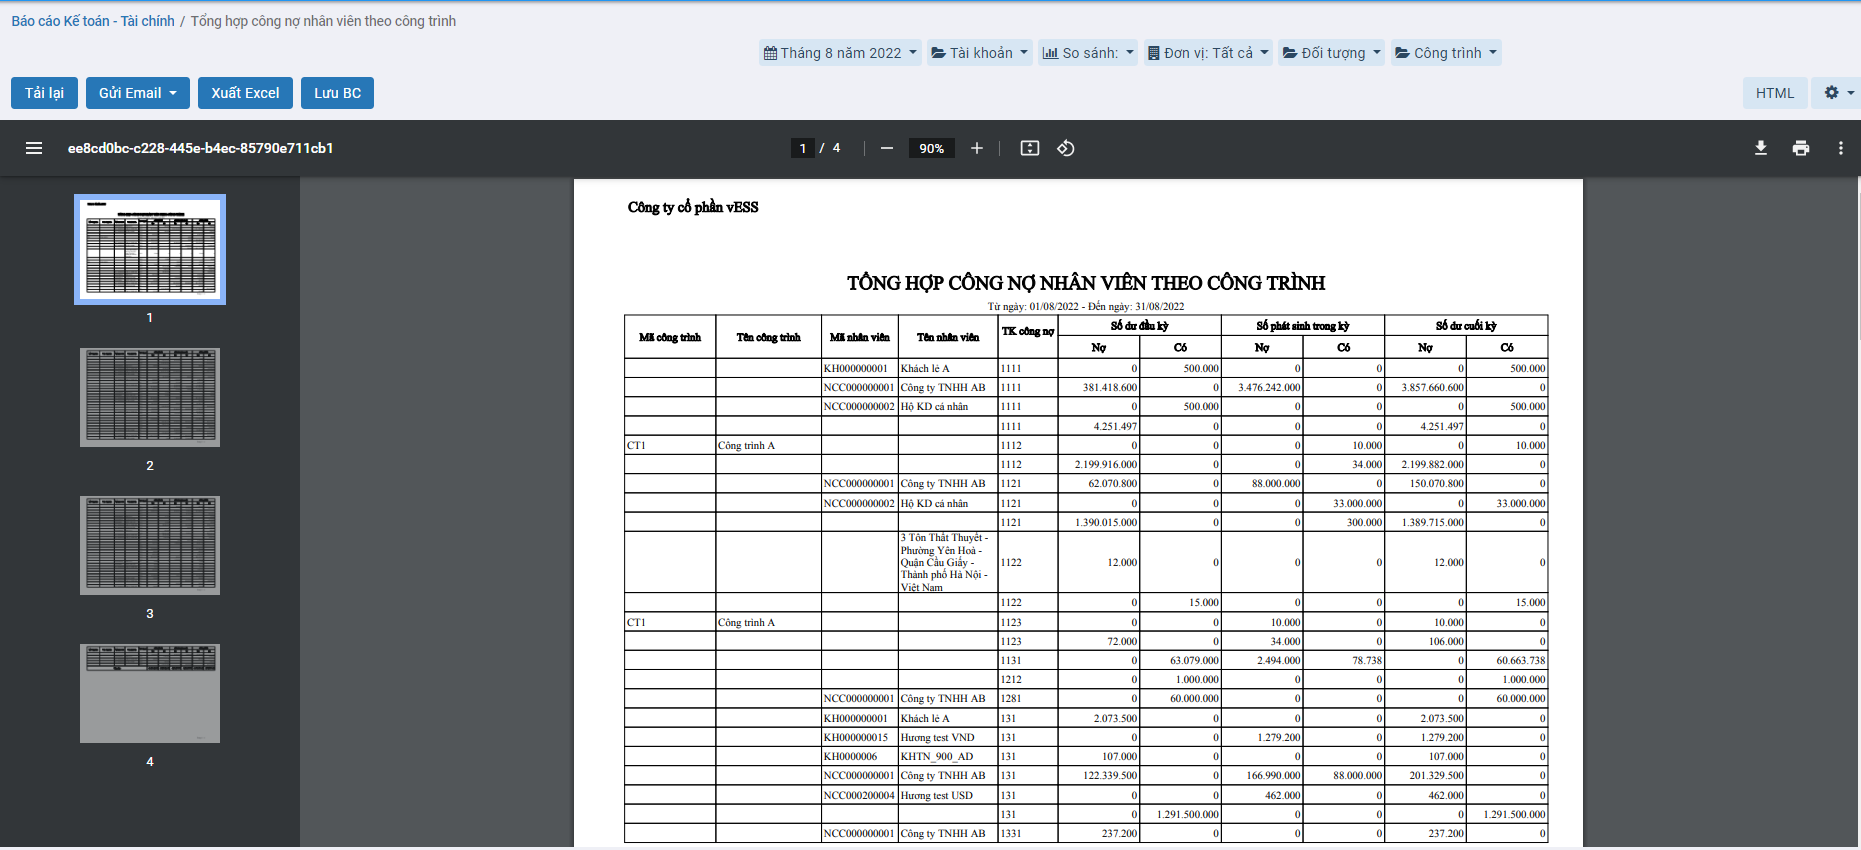 Báo cáo Kế toán - Tài chính / Tổng hợp công nợ nhân viên theo công trình
Tháng 8 năm 2022 Tài khoản So sánh: Đơn vị: Tất cả Đối tượng Công trình
Tải lại Gửi Email Xuất Excel Lưu BC HTML
ee8cd0bc-c228-445e-b4ec-85790e711cb1 1 / 4 90%
1
2
3
4
Công ty cổ phần vESS
TỔNG HỢP CÔNG NỢ NHÂN VIÊN THEO CÔNG TRÌNH
Từ ngày: 01/08/2022 - Đến ngày: 31/08/2022
Mã công trình Tên công trình Mã nhân viên Tên nhân viên TK công nợ Số dư đầu kỳ Số phát sinh trong kỳ Số dư cuối kỳ
Nợ Có Nợ Có Nợ Có
KH000000001 Khách lẻ A 1111 0 500.000 0 0 0 500.000
NCC000000001 Công ty TNHH AB 1111 381.418.600 0 3.476.242.000 0 3.857.660.600 0
NCC000000002 Hộ KD cá nhân 1111 0 500.000 0 0 0 500.000
1111 4.251.497 0 0 0 4.251.497 0
CT1 Công trình A 1112 0 0 0 10.000 0 10.000
1112 2.199.916.000 0 0 34.000 2.199.882.000 0
NCC000000001 Công ty TNHH AB 1121 62.070.800 0 88.000.000 0 150.070.800 0
NCC000000002 Hộ KD cá nhân 1121 0 0 0 33.000.000 0 33.000.000
1121 1.390.015.000 0 0 300.000 1.389.715.000 0
3 Tôn Thất Thuyết -
Phường Yên Hoà -
Quận Cầu Giấy -
Thành phố Hà Nội -
Việt Nam
1122 12.000 0 0 0 12.000 0
1122 0 15.000 0 0 0 15.000
CT1 Công trình A 1123 0 0 10.000 0 10.000 0
1123 72.000 0 34.000 0 106.000 0
1131 0 63.079.000 2.494.000 78.738 0 60.663.738
1212 0 1.000.000 0 0 0 1.000.000
NCC000000001 Công ty TNHH AB 1281 0 60.000.000 0 0 0 60.000.000
KH000000001 Khách lẻ A 131 2.073.500 0 0 0 2.073.500 0
KH000000015 Hương test VND 131 0 0 1.279.200 0 1.279.200 0
KH0000006 KHTN_900_AD 131 107.000 0 0 0 107.000 0
NCC000000001 Công ty TNHH AB 131 122.339.500 0 166.990.000 88.000.000 201.329.500 0
NCC000200004 Hương test USD 131 0 0 462.000 0 462.000 0
131 0 1.291.500.000 0 0 0 1.291.500.000
NCC000000001 Công ty TNHH AB 1331 237.200 0 0 0 237.200 0